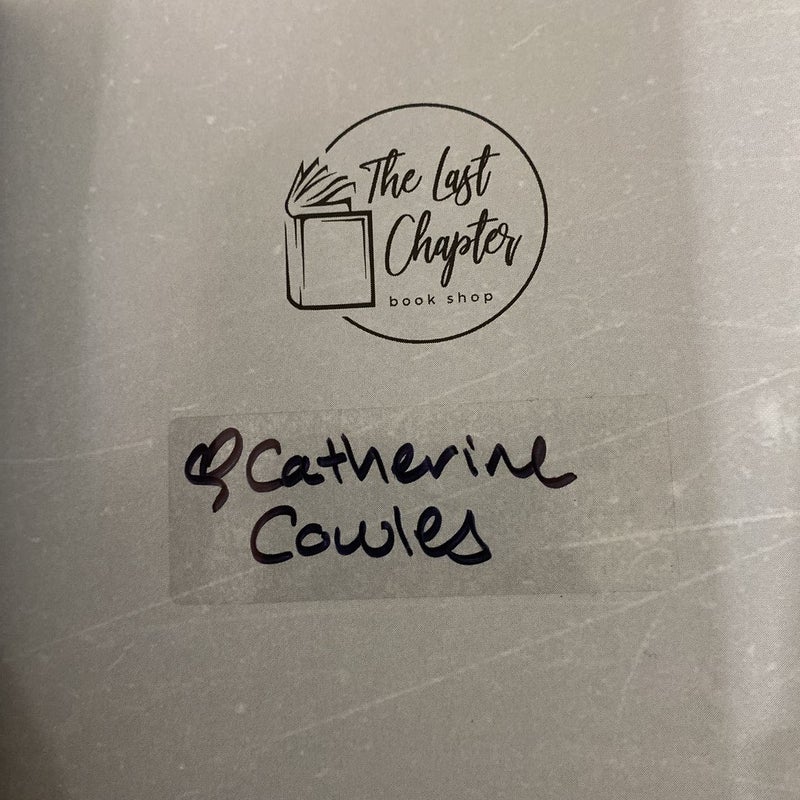 The Last
Chapter
book shop
Catherine
Cowles